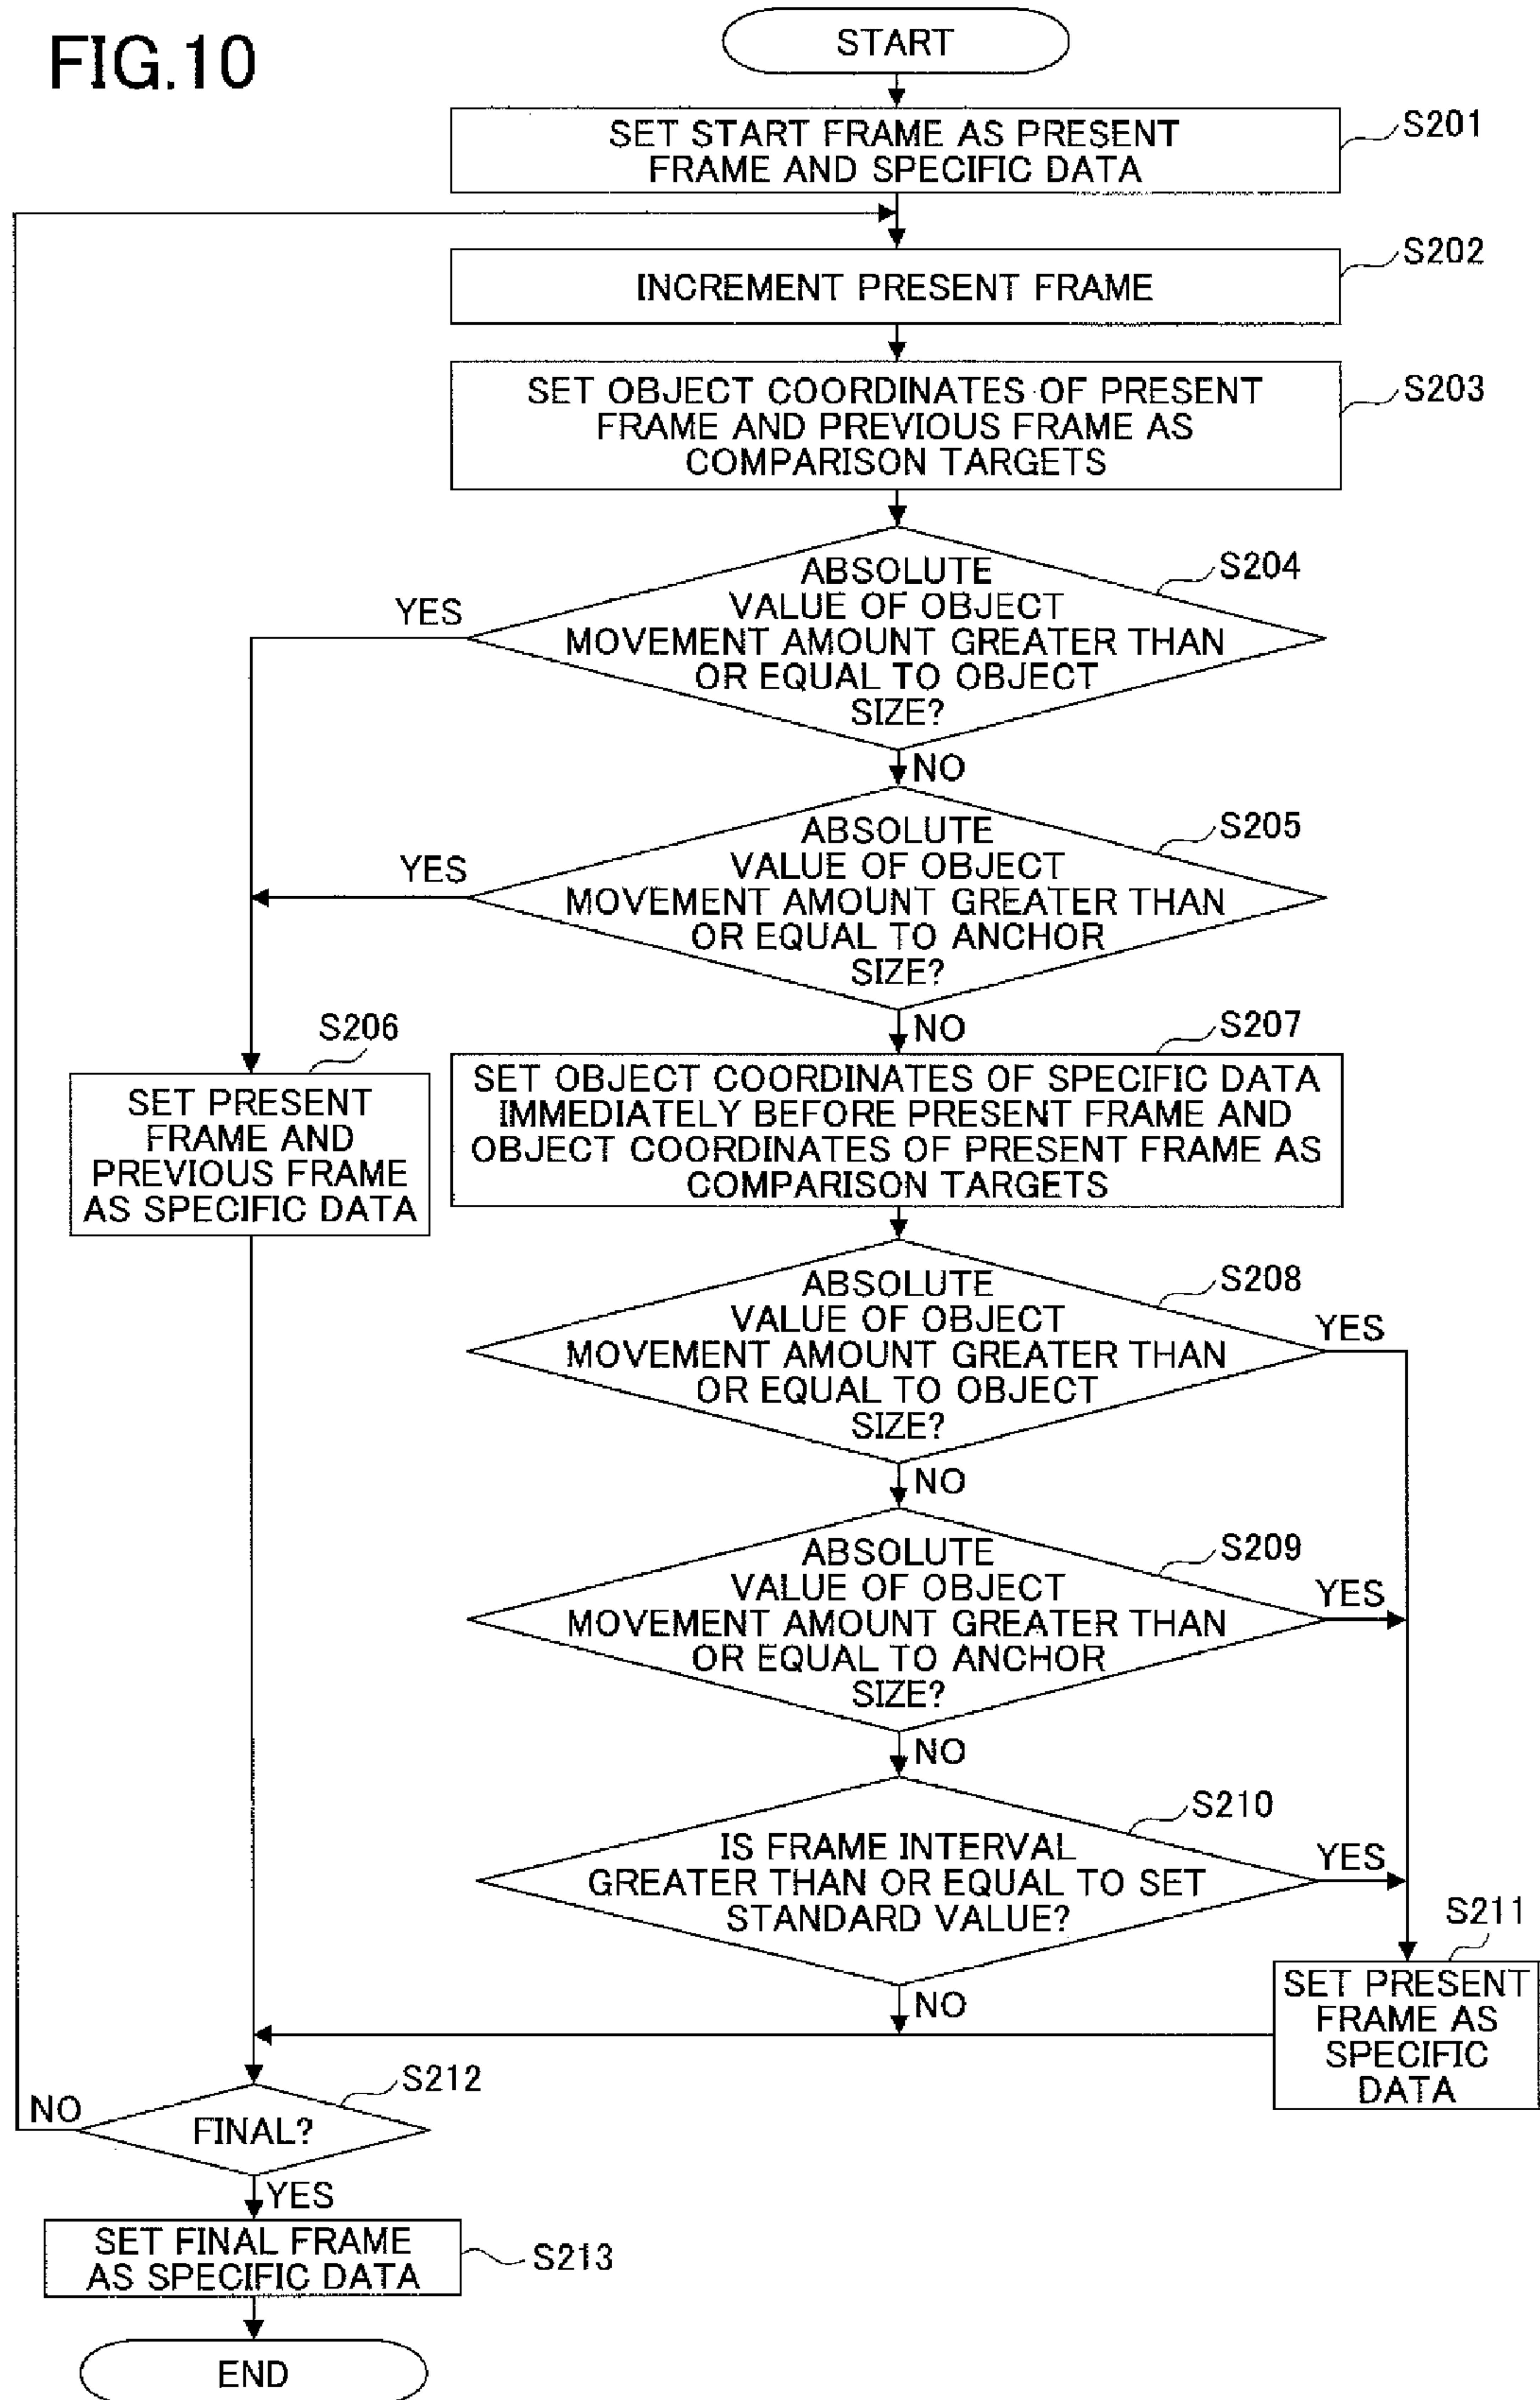 FIG.10
START
SET START FRAME AS PRESENT
FRAME AND SPECIFIC DATA
S201
INCREMENT PRESENT FRAME
S202
SET OBJECT COORDINATES OF PRESENT
FRAME AND PREVIOUS FRAME AS
COMPARISON TARGETS
S203
ABSOLUTE
VALUE OF OBJECT
MOVEMENT AMOUNT GREATER THAN
OR EQUAL TO OBJECT
SIZE?
S204
YES
NO
ABSOLUTE
VALUE OF OBJECT
MOVEMENT AMOUNT GREATER THAN
OR EQUAL TO ANCHOR
SIZE?
S205
YES
NO
S206
SET PRESENT
FRAME AND
PREVIOUS FRAME
AS SPECIFIC DATA
S207
SET OBJECT COORDINATES OF SPECIFIC DATA
IMMEDIATELY BEFORE PRESENT FRAME AND
OBJECT COORDINATES OF PRESENT FRAME AS
COMPARISON TARGETS
ABSOLUTE
VALUE OF OBJECT
MOVEMENT AMOUNT GREATER THAN
OR EQUAL TO OBJECT
SIZE?
S208
YES
NO
ABSOLUTE
VALUE OF OBJECT
MOVEMENT AMOUNT GREATER THAN
OR EQUAL TO ANCHOR
SIZE?
S209
YES
NO
IS FRAME INTERVAL
GREATER THAN OR EQUAL TO SET
STANDARD VALUE?
S210
YES
NO
S211
SET PRESENT
FRAME AS
SPECIFIC
DATA
S212
FINAL?
NO
YES
SET FINAL FRAME
AS SPECIFIC DATA
S213
END